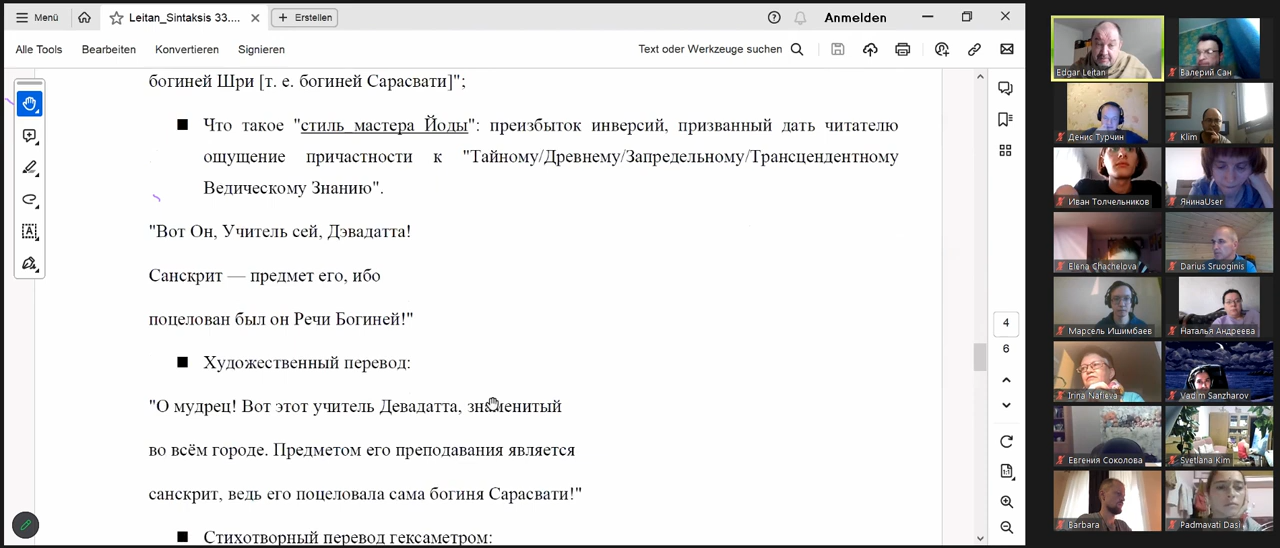 Menü
Leitan_Sintaksis 33....
Erstellen
Anmelden
Alle Tools Bearbeiten Konvertieren Signieren
Text oder Werkzeuge suchen
богиней Шри [т. е. богиней Сарасвати]";
■ Что такое "стиль мастера Йоды": преизбыток инверсий, призванный дать читателю
ощущение причастности к "Тайному/Древнему/Запредельному/Трансцендентному
Ведическому Знанию".
"Вот Он, Учитель сей, Дэвадатта!
Санскрит — предмет его, ибо
поцелован был он Речи Богиней!"
■ Художественный перевод:
"О мудрец! Вот этот учитель Девадатта, знаменитый
во всём городе. Предметом его преподавания является
санскрит, ведь его поцеловала сама богиня Сарасвати!"
■ Стихотворный перевод гексаметром:
4
6
Edgar Leitan
Валерий Сан
Денис Турчин
Klim
Иван Толчельников
ЯнинаUser
Elena Chachelova
Darius Sruoginis
Марсель Ишимбаев
Наталья Андреева
Irina Nafieva
Vadim Sanzharov
Евгения Соколова
Svetlana Kim
Barbara
Padmavati Dasi